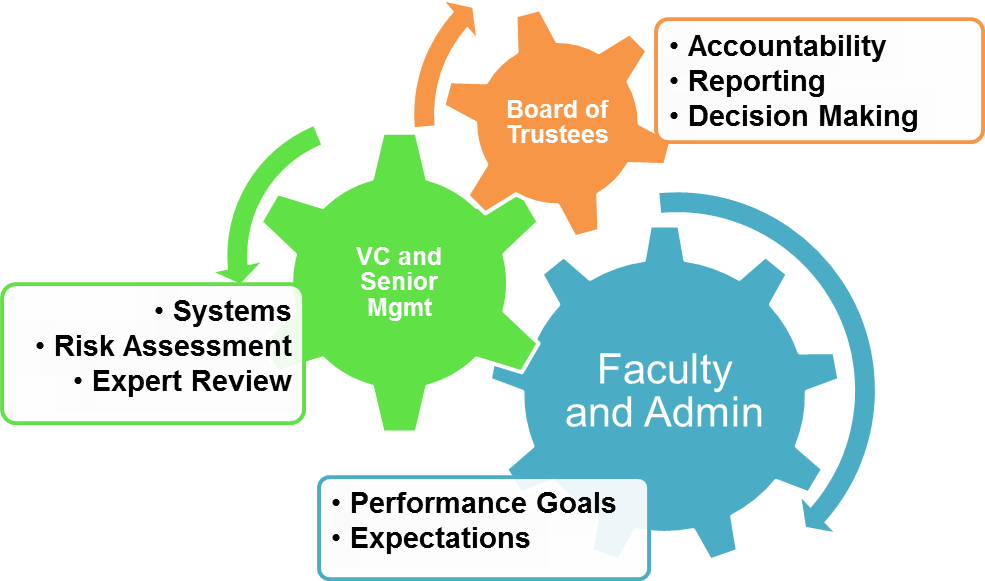 Board of
Trustees
• Accountability
• Reporting
• Decision Making
VC and
Senior
Mgmt
• Systems
• Risk Assessment
• Expert Review
Faculty
and Admin
• Performance Goals
• Expectations